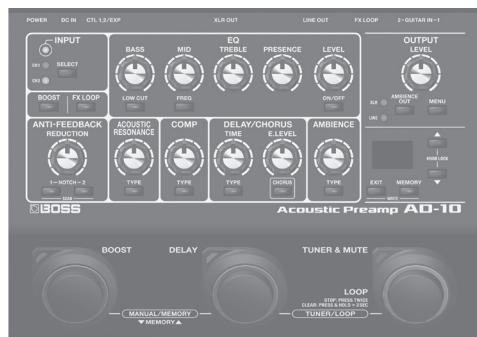 POWER DC IN CTL 1,2/EXP XLR OUT LINE OUT FX LOOP 2-GUITAR IN-1
INPUT
CH1
CH2
SELECT
BOOST FX LOOP
EQ
BASS MID TREBLE PRESENCE LEVEL
LOW CUT FREQ ON/OFF
OUTPUT
LEVEL
XLR
LINE
AMBIENCE
OUT
MENU
ANTI-FEEDBACK
REDUCTION
1-NOTCH-2
ACOUSTIC
RESONANCE
TYPE
COMP
TYPE
DELAY/CHORUS
TIME E.LEVEL
TYPE CHORUS
AMBIENCE
TYPE
KNOB LOCK
EXIT MEMORY
WRITE
BOSS
Acoustic Preamp AD-10
BOOST DELAY TUNER & MUTE
LOOP
STOP: PRESS TWICE
CLEAR: PRESS & HOLD > 2 SEC
MANUAL/MEMORY TUNER/LOOP
▼MEMORY▲